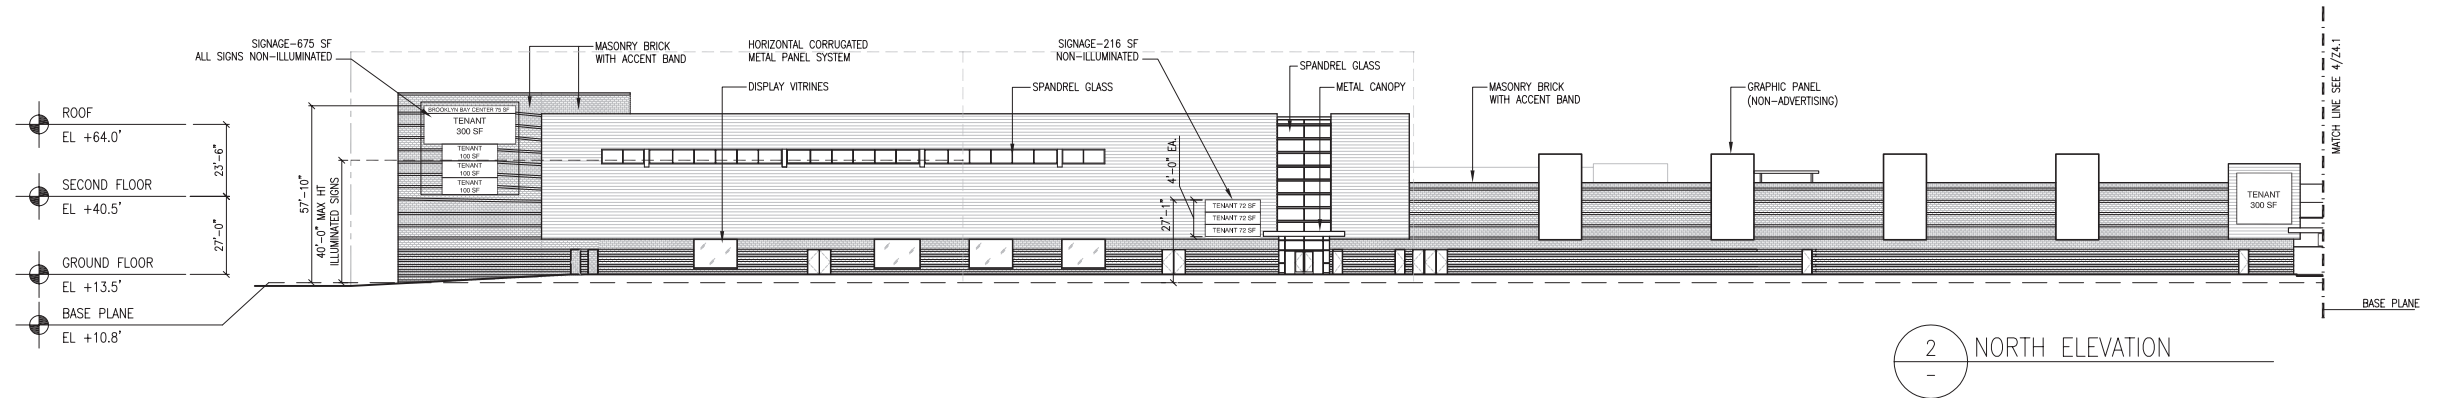 SIGNAGE-675 SF
ALL SIGNS NON-ILLUMINATED
MASONRY BRICK
WITH ACCENT BAND
HORIZONTAL CORRUGATED
METAL PANEL SYSTEM
DISPLAY VITRINES
SPANDREL GLASS
SIGNAGE-216 SF
NON-ILLUMINATED
SPANDREL GLASS
METAL CANOPY
MASONRY BRICK
WITH ACCENT BAND
GRAPHIC PANEL
(NON-ADVERTISING)
MATCH LINE SEE 4/Z4.1
ROOF
EL +64.0'
SECOND FLOOR
EL +40.5'
GROUND FLOOR
EL +13.5'
BASE PLANE
EL +10.8'
23'-6"
27'-0"
57'-10"
40'-0" MAX HT
ILLUMINATED SIGNS
BROOKLYN BAY CENTER 75 SF
TENANT
300 SF
TENANT
100 SF
TENANT
100 SF
TENANT
100 SF
27'-1"
4'-0" EA.
TENANT 72 SF
TENANT 72 SF
TENANT 72 SF
TENANT
300 SF
BASE PLANE
2
-
NORTH ELEVATION